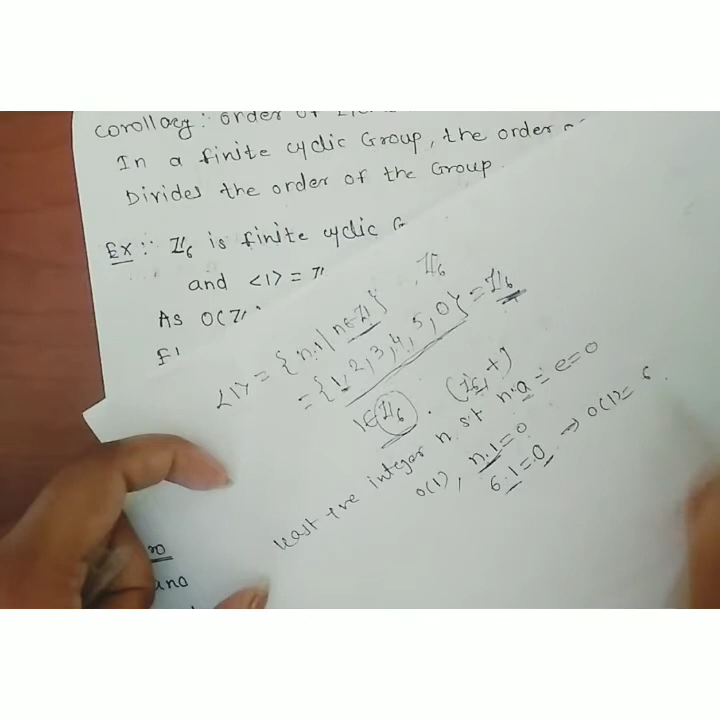 Corollary: order of
In a finite cyclic Group, the order
Divides the order of the Group.
Ex:: ℤ₆ is finite cyclic G
and <1> = ℤ
As O(ℤ
<1> = {n.1 | n∈ℤ} , ℤ₆
= {1,2,3,4,5,0} = ℤ₆
1∈ℤ₆ . (ℤ₆,+)
least +ve integer n st n.a = e = 0
o(1), n.1=0
6.1=0 → o(1)= 6.
ano